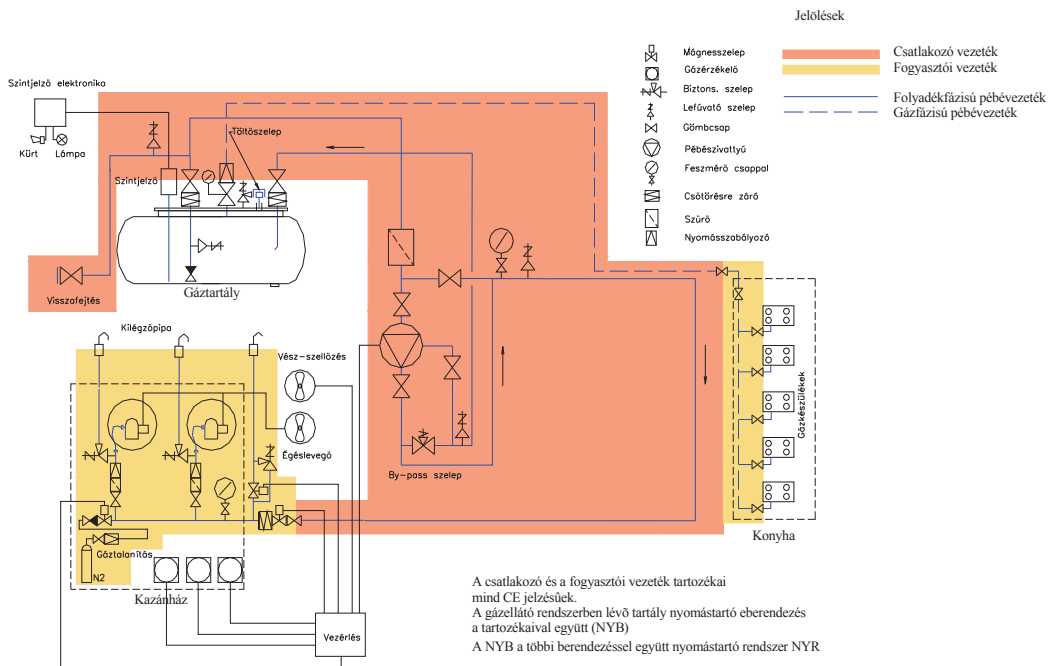 Jelölések
Mágnesszelep
Gázérzékelő
Biztons. szelep
Lefúvató szelep
Gömbcsap
Pébészivattyú
Feszmérő csappal
Csőtörésre záró
Szűrő
Nyomásszabályozó
Csatlakozó vezeték
Fogyasztói vezeték
Folyadékfázisú pébévezeték
Gázfázisú pébévezeték
Szintjelző elektronika
Kürt
Lámpa
Szintjelző
Töltőszelep
Gáztartály
Visszafejtés
Kilégzőpipa
Vész-szellőzés
Égéslevegő
By-pass szelep
Gázkészülékek
Konyha
Gáztalanítás
N2
Kazánház
Vezérlés
A csatlakozó és a fogyasztói vezeték tartozékai
mind CE jelzésûek.
A gázellátó rendszerben lévõ tartály nyomástartó eberendezés
a tartozékaival együtt (NYB)
A NYB a többi berendezéssel együtt nyomástartó rendszer NYR